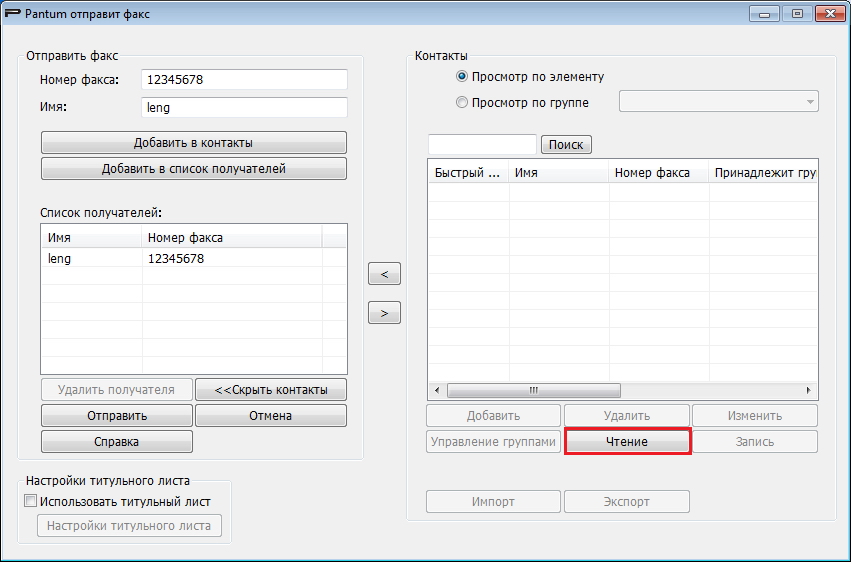 Pantum отправит факс
Отправить факс
Номер факса: 12345678
Имя: leng
Добавить в контакты
Добавить в список получателей
Список получателей:
Имя Номер факса
leng 12345678
Удалить получателя <<Скрыть контакты
Отправить Отмена
Справка
Настройки титульного листа
Использовать титульный лист
Настройки титульного листа
< 
>
Контакты
Просмотр по элементу
Просмотр по группе
Поиск
Быстрый ... Имя Номер факса Принадлежит гру
Добавить Удалить Изменить
Управление группами Чтение Запись
Импорт Экспорт